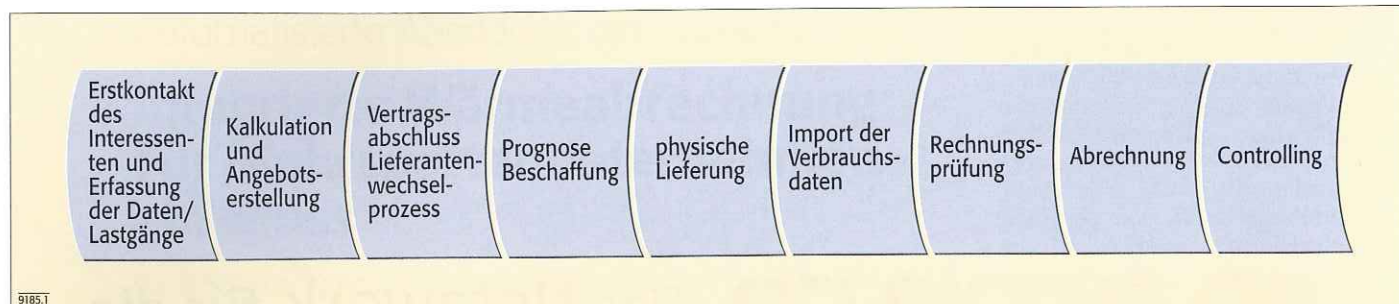 Erstkontakt
des
Interessen-
ten und
Erfassung
der Daten/
Lastgänge
Kalkulation
und
Angebots-
erstellung
Vertrags-
abschluss
Lieferanten-
wechsel-
prozess
Prognose
Beschaffung
physische
Lieferung
Import der
Verbrauchs-
daten
Rechnungs-
prüfung
Abrechnung
Controlling
9185.1